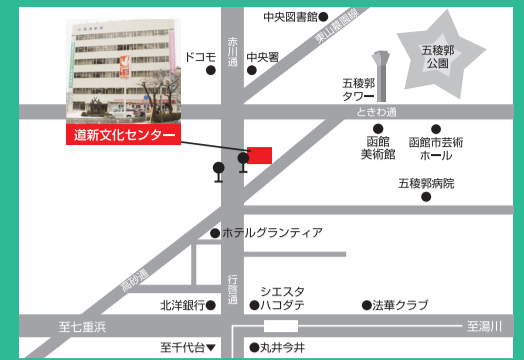 中央図書館
東山墓園線
赤川通
ドコモ
中央署
五稜郭
公園
五稜郭
タワー
ときわ通
道新文化センター
函館
美術館
函館市芸術
ホール
五稜郭病院
ホテルグランティア
高砂通
行啓通
北洋銀行
シエスタ
ハコダテ
法華クラブ
至七重浜
至湯川
至千代台▼
丸井今井